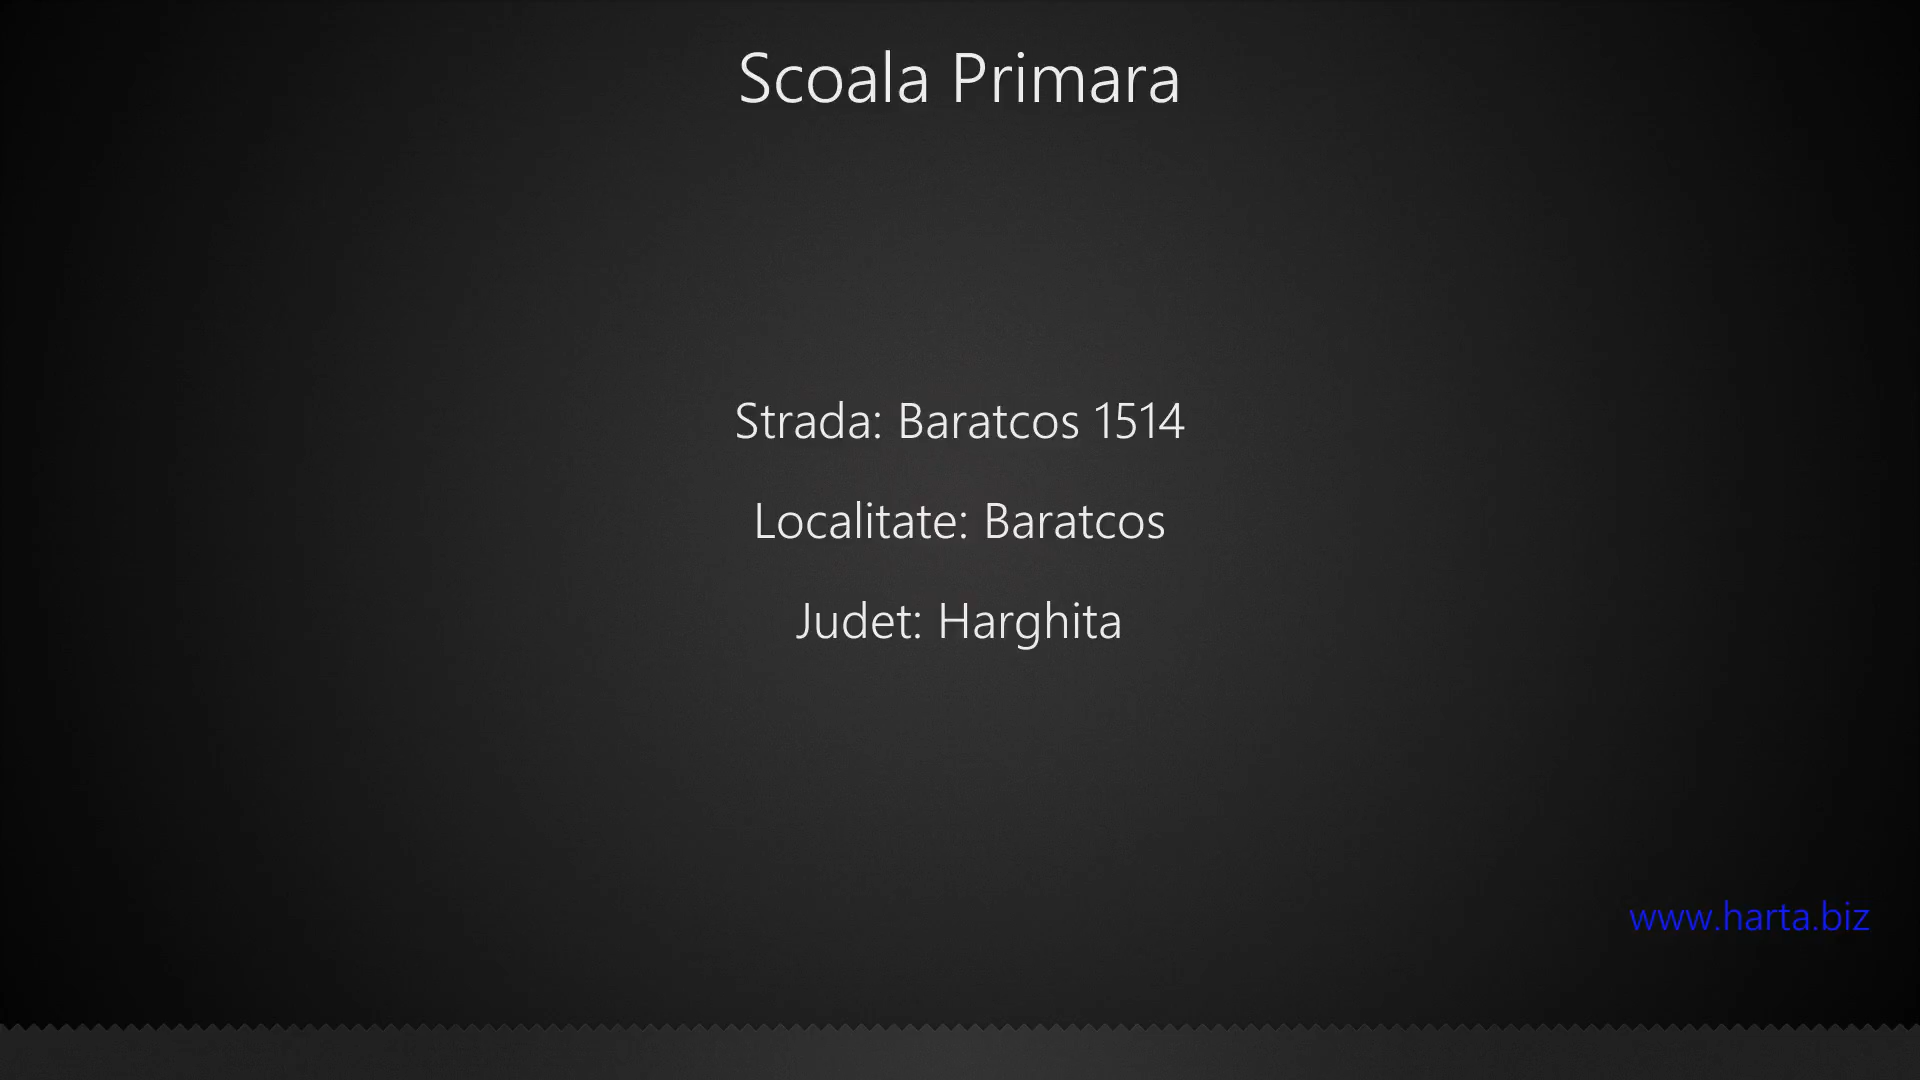 Scoala Primara
Strada: Baratcos 1514
Localitate: Baratcos
Judet: Harghita
www.harta.biz